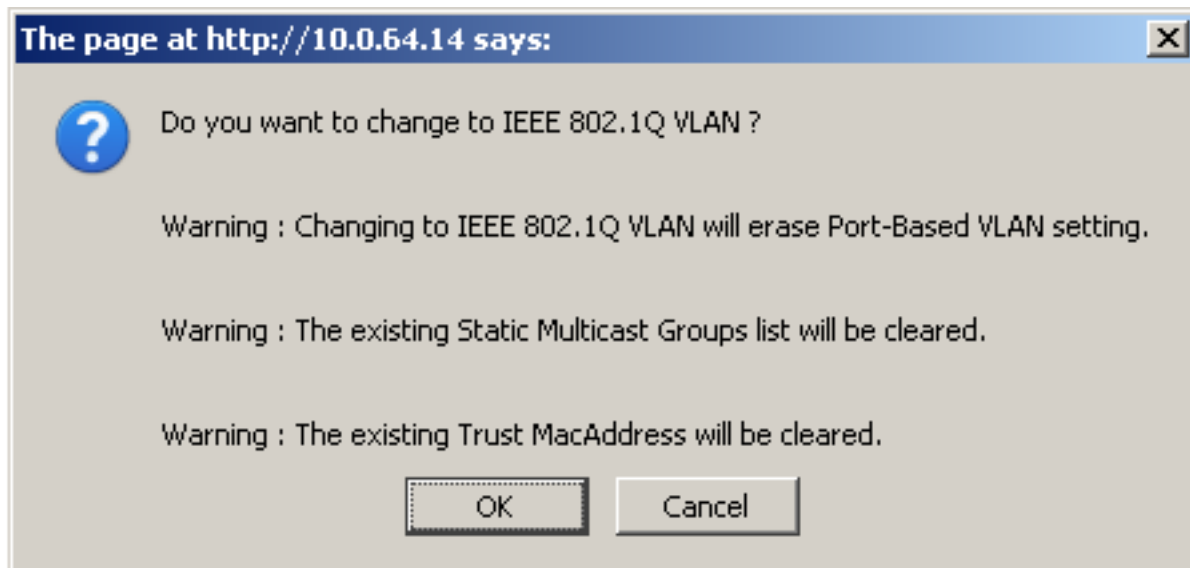 The page at http://10.0.64.14 says:
Do you want to change to IEEE 802.1Q VLAN ?
Warning : Changing to IEEE 802.1Q VLAN will erase Port-Based VLAN setting.
Warning : The existing Static Multicast Groups list will be cleared.
Warning : The existing Trust MacAddress will be cleared.
OK
Cancel